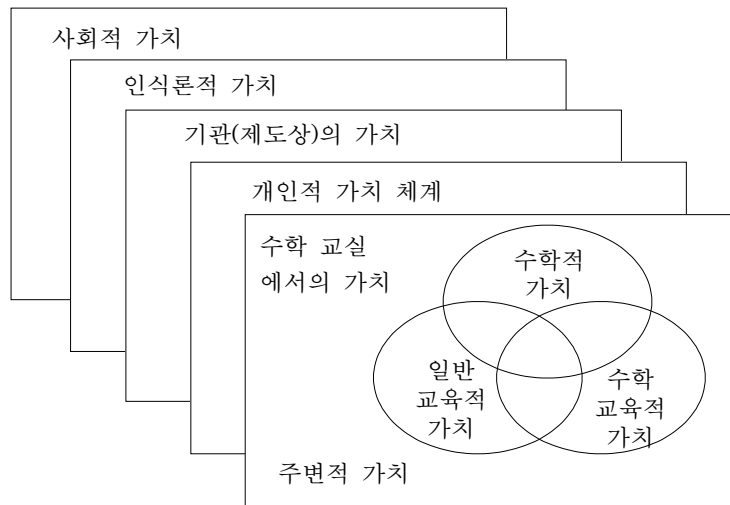 사회적 가치
인식론적 가치
기관(제도상)의 가치
개인적 가치 체계
수학 교실
에서의 가치
수학적
가치
일반
교육적
가치
수학
교육적
가치
주변적 가치